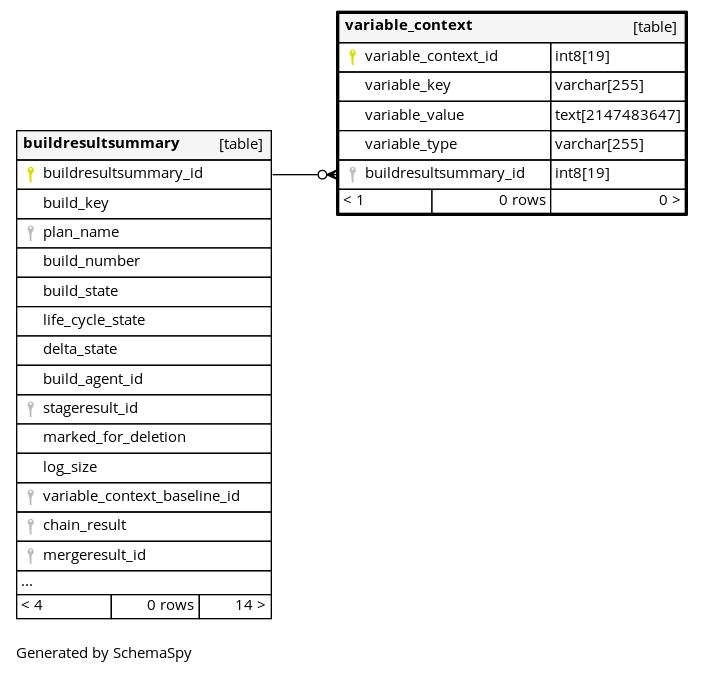 variable_context [table]
variable_context_id int8[19]
variable_key varchar[255]
variable_value text[2147483647]
variable_type varchar[255]
buildresultsummary_id int8[19]
< 1 0 rows 0 >
buildresultsummary [table]
buildresultsummary_id
build_key
plan_name
build_number
build_state
life_cycle_state
delta_state
build_agent_id
stageresult_id
marked_for_deletion
log_size
variable_context_baseline_id
chain_result
mergeresult_id
...
< 4 0 rows 14 >
Generated by SchemaSpy